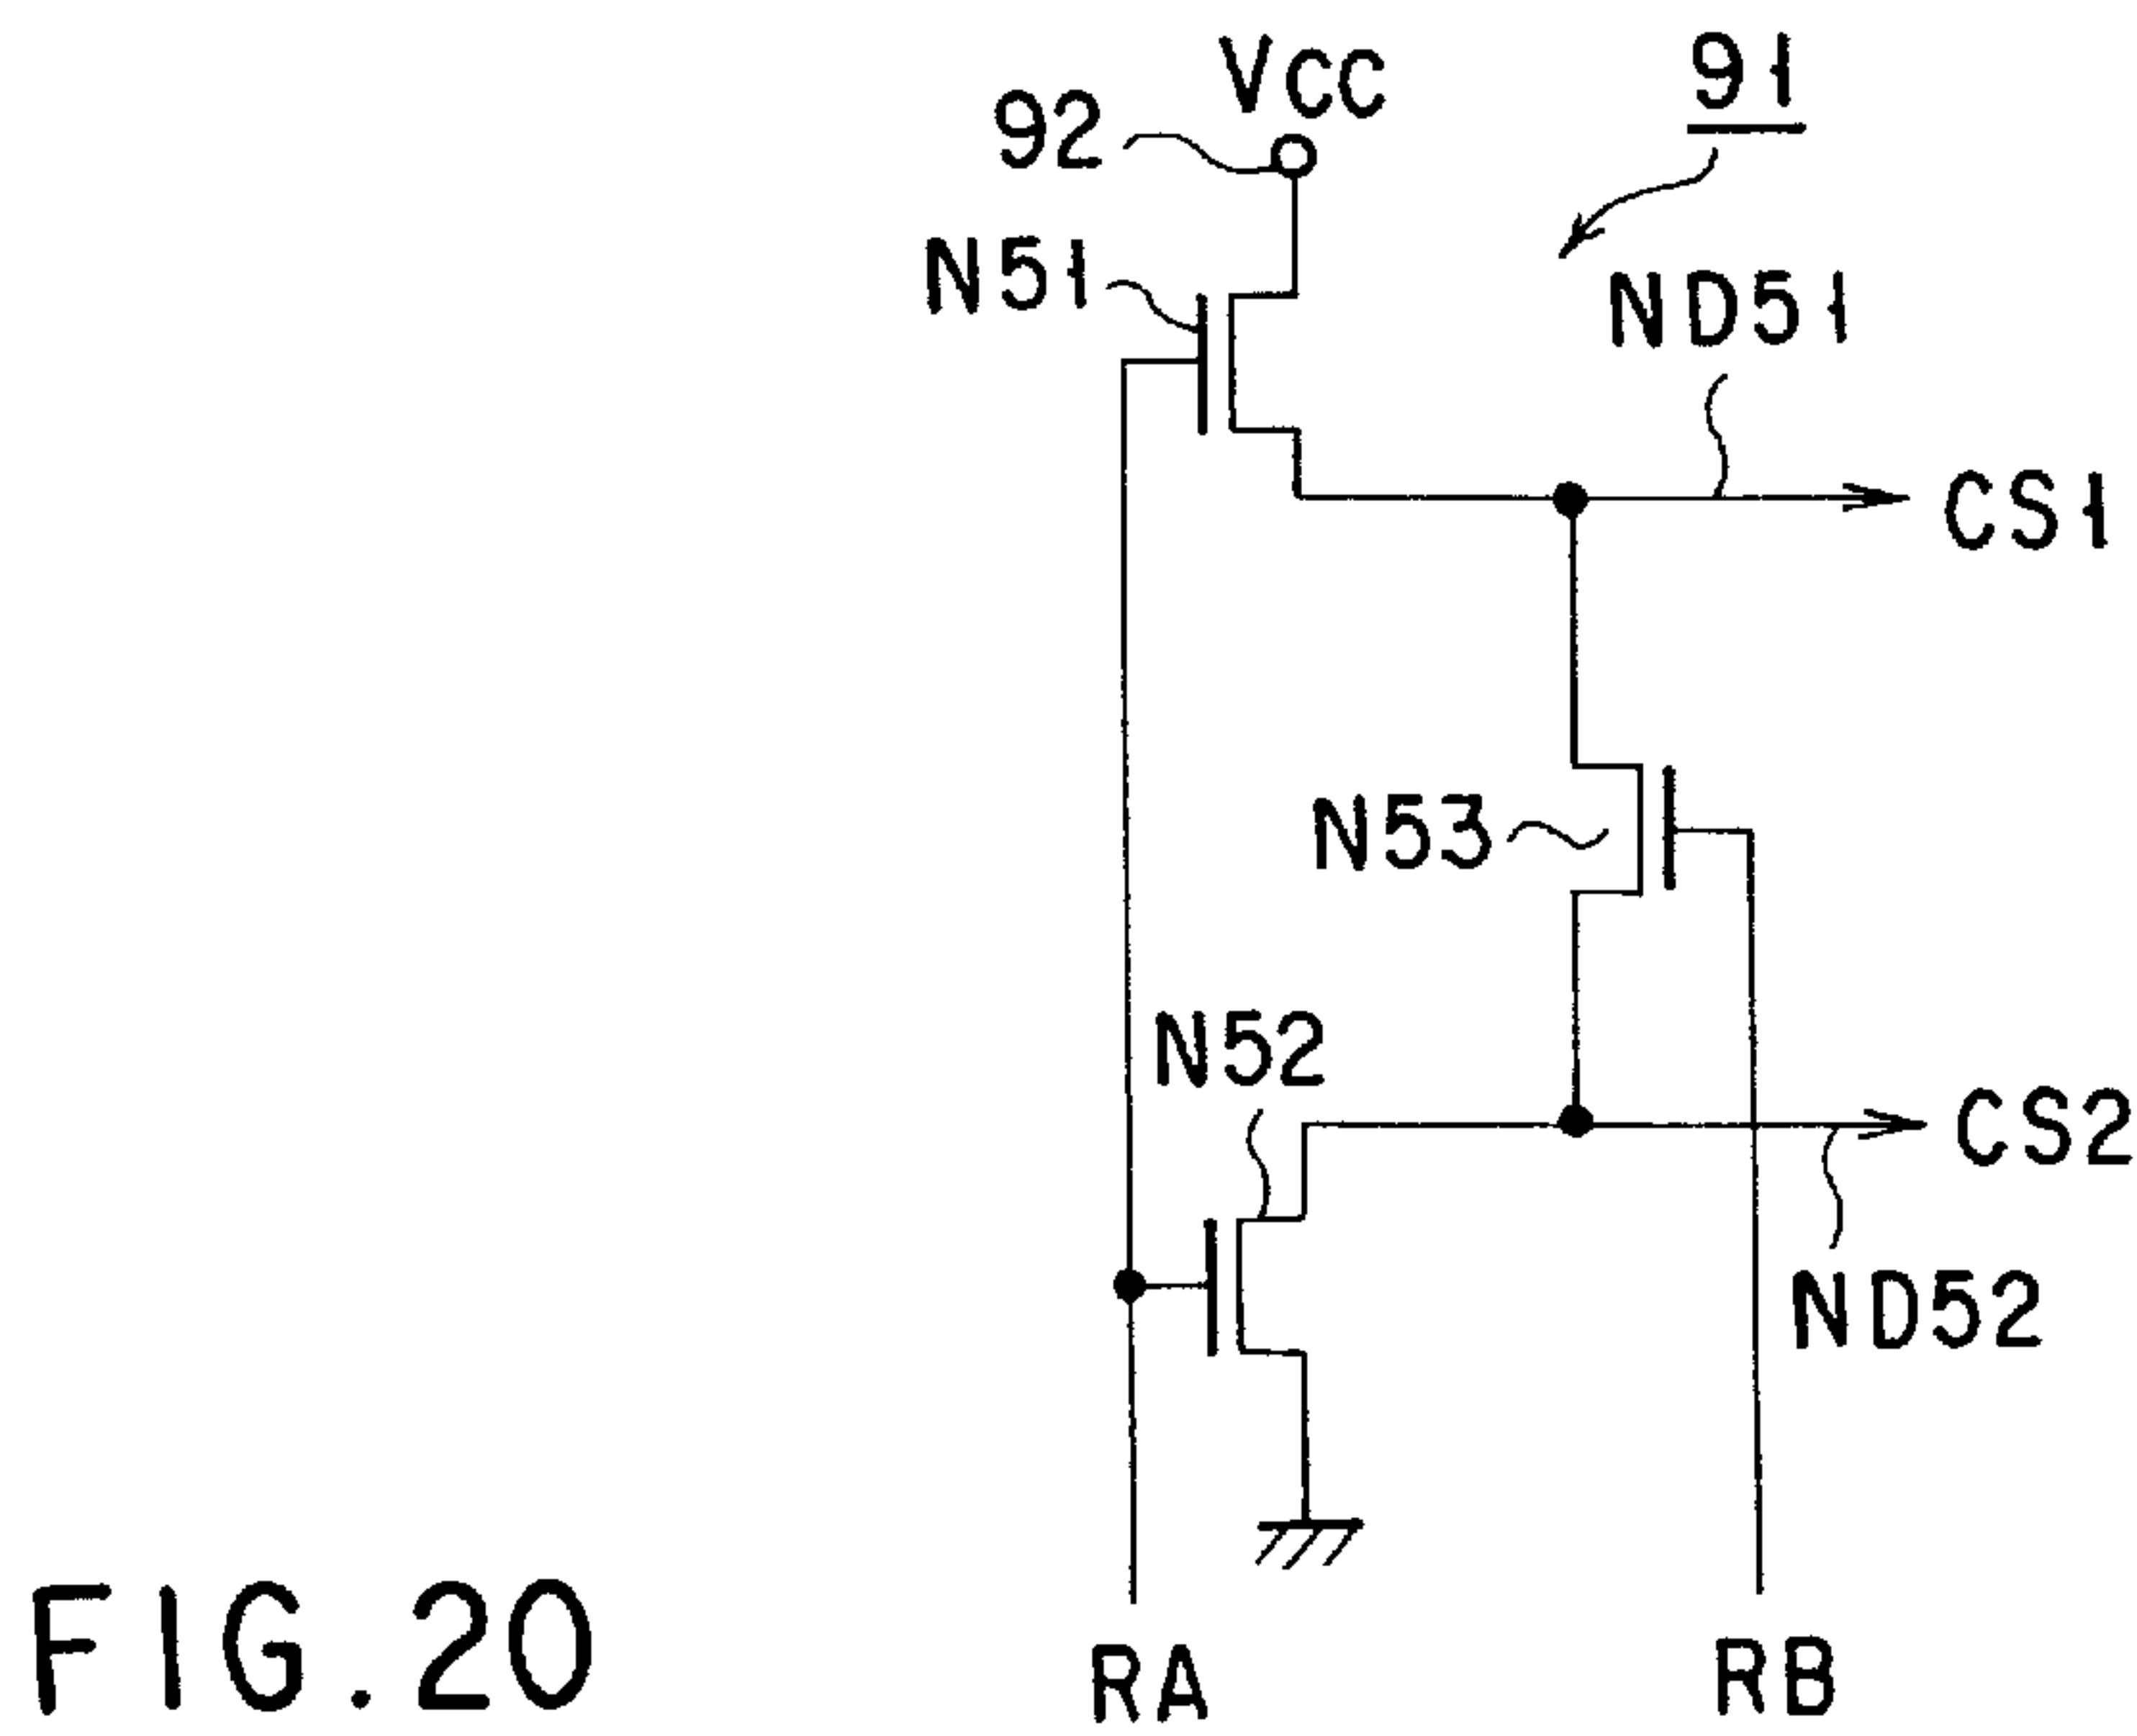 VCC
91
92
N51
ND51
CS1
N53
N52
CS2
ND52
FIG.20
RA
RB